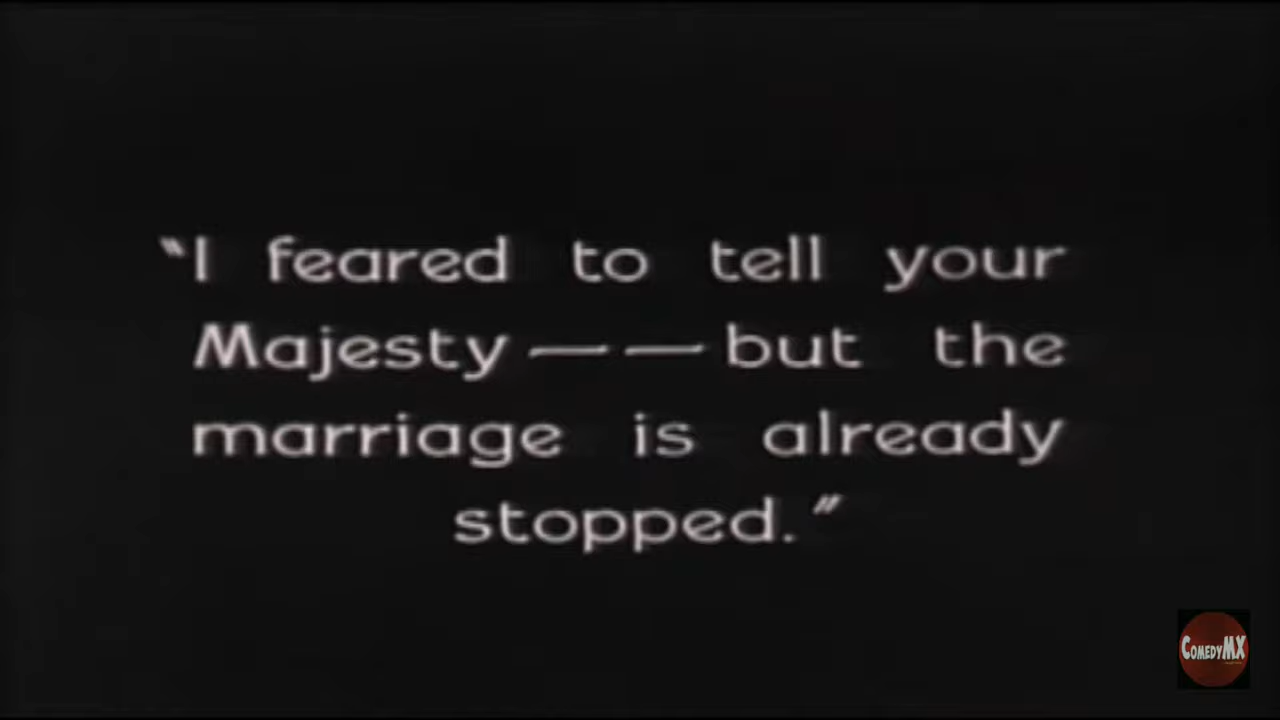 "I feared to tell your
Majesty — — but the
marriage is already
stopped."
COMEDYMX